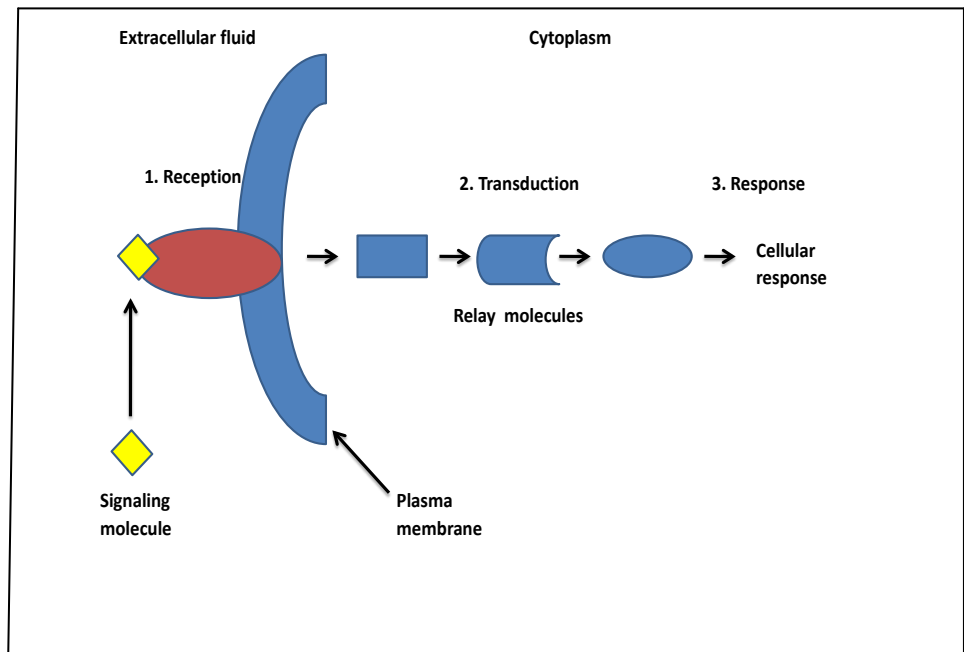 Extracellular fluid
Cytoplasm
1. Reception
2. Transduction
3. Response
Cellular
response
Relay molecules
Signaling
molecule
Plasma
membrane